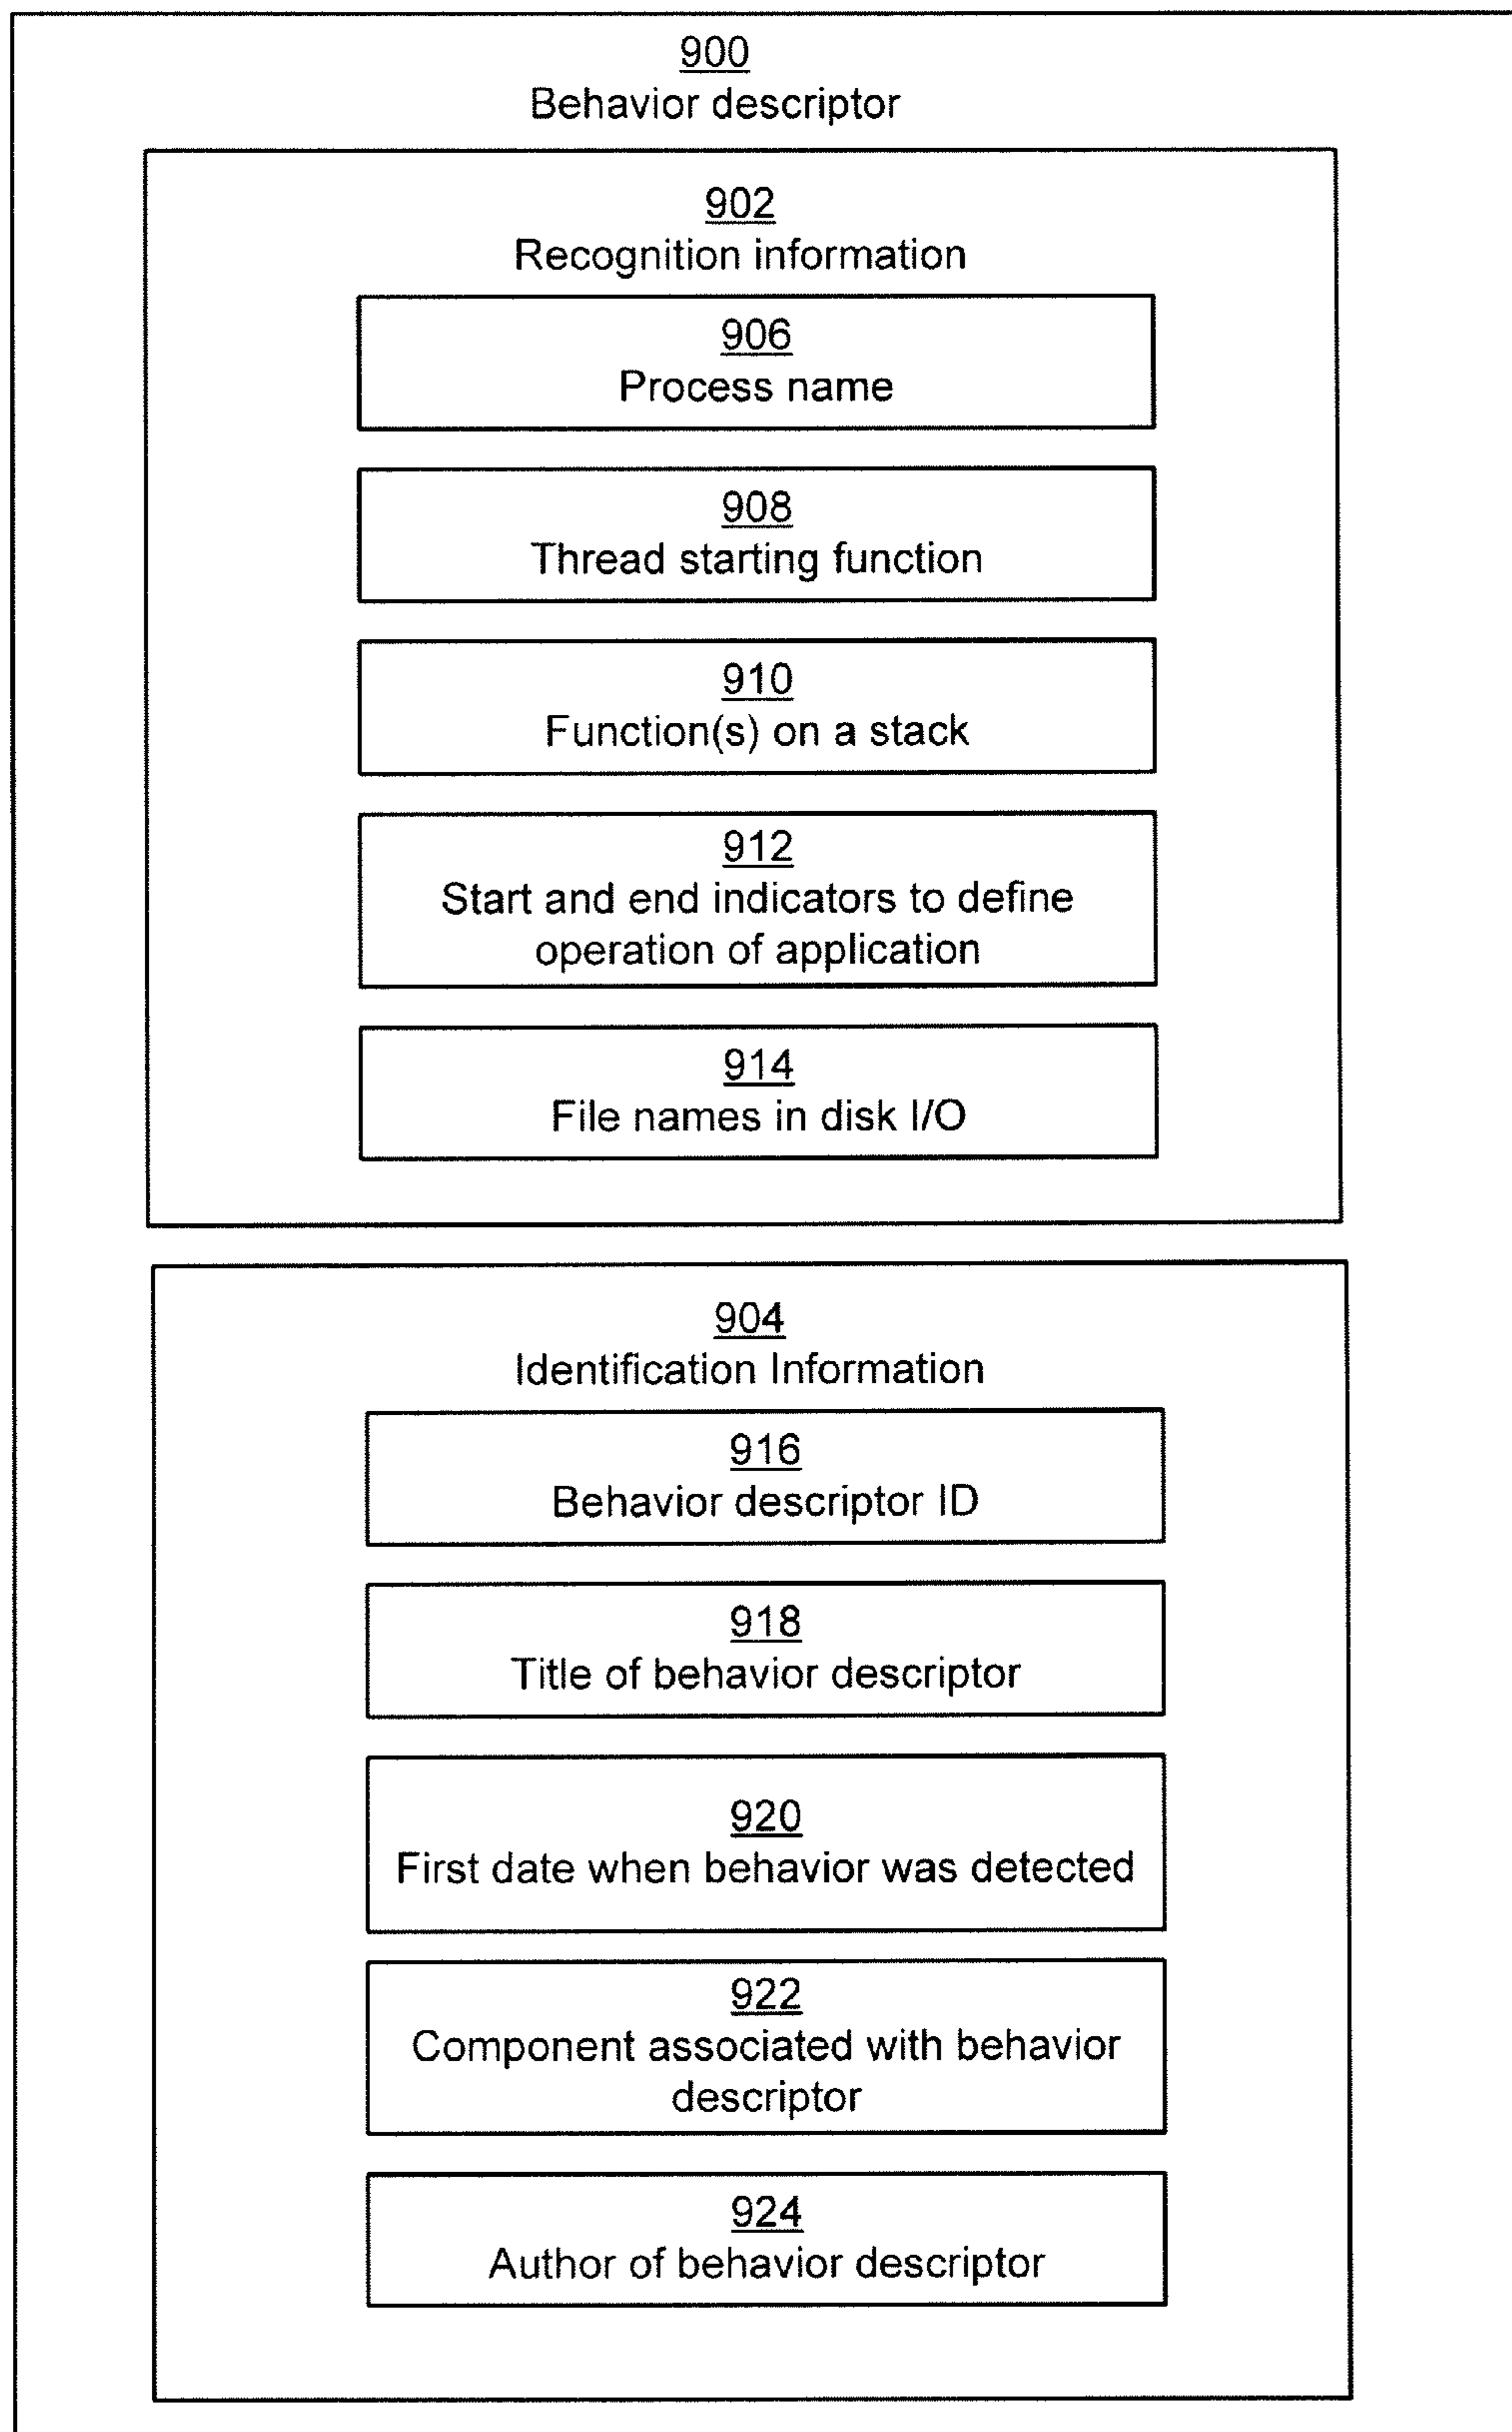 900
Behavior descriptor
902
Recognition information
906
Process name
908
Thread starting function
910
Function(s) on a stack
912
Start and end indicators to define
operation of application
914
File names in disk I/O
904
Identification Information
916
Behavior descriptor ID
918
Title of behavior descriptor
920
First date when behavior was detected
922
Component associated with behavior
descriptor
924
Author of behavior descriptor